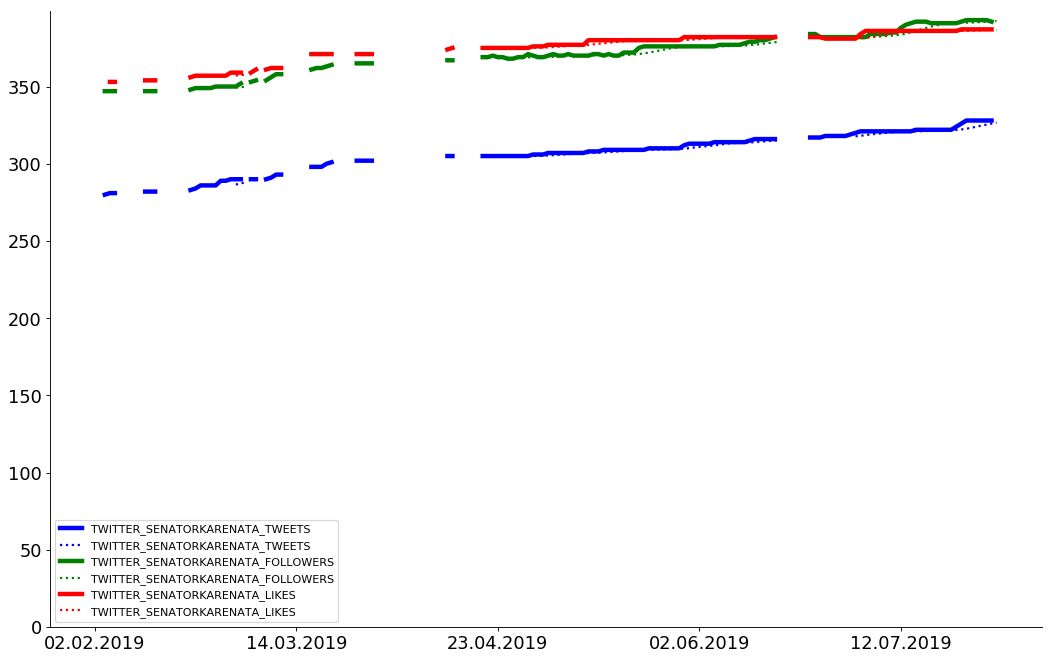 350
300
250
200
150
100
50
0
TWITTER_SENATORKARENATA_TWEETS
TWITTER_SENATORKARENATA_TWEETS
TWITTER_SENATORKARENATA_FOLLOWERS
TWITTER_SENATORKARENATA_FOLLOWERS
TWITTER_SENATORKARENATA_LIKES
TWITTER_SENATORKARENATA_LIKES
02.02.2019 14.03.2019 23.04.2019 02.06.2019 12.07.2019